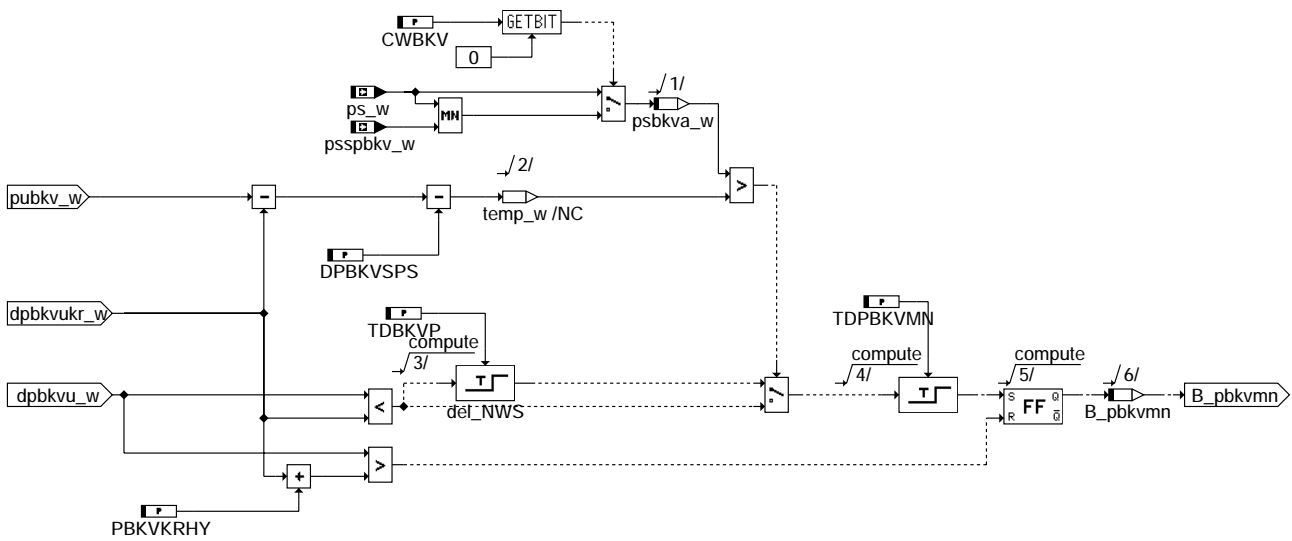 P
CWBKV
GETBIT
0
ps_w
psspbkv_w
MN
/1/
psbkva_w
pubkv_w
-
-
/2/
temp_w /NC
>
P
DPBKVSPS
dpbkvukr_w
P
TDBKVP
compute
3/
T
del_NWS
P
TDPBKVMN
compute
4/
T
compute
5/
S Q
FF
R Q̅
/6/
B_pbkvmn
B_pbkvmn
dpbkvu_w
<
>
+
P
PBKVKRHY